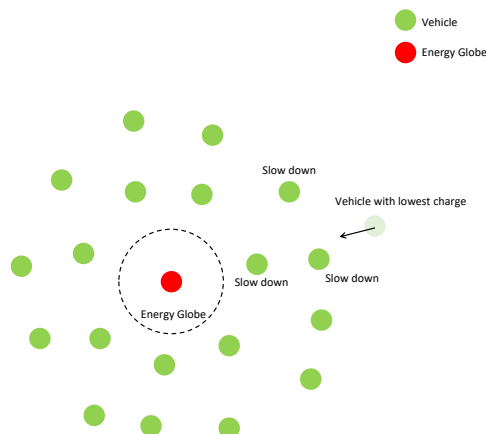 Vehicle
Energy Globe
Slow down
Vehicle with lowest charge
Slow down
Slow down
Energy Globe